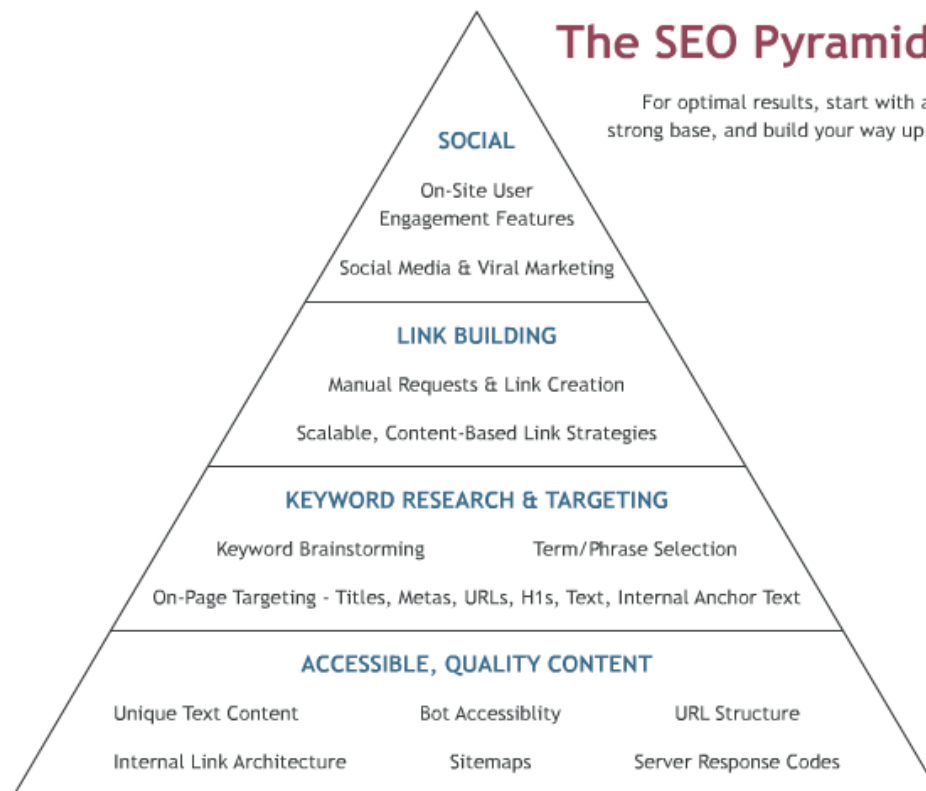 The SEO Pyramid
For optimal results, start with a
strong base, and build your way up
SOCIAL
On-Site User
Engagement Features
Social Media & Viral Marketing
LINK BUILDING
Manual Requests & Link Creation
Scalable, Content-Based Link Strategies
KEYWORD RESEARCH & TARGETING
Keyword Brainstorming
Term/Phrase Selection
On-Page Targeting - Titles, Metas, URLs, H1s, Text, Internal Anchor Text
ACCESSIBLE, QUALITY CONTENT
Unique Text Content
Bot Accessiblity
URL Structure
Internal Link Architecture
Sitemaps
Server Response Codes